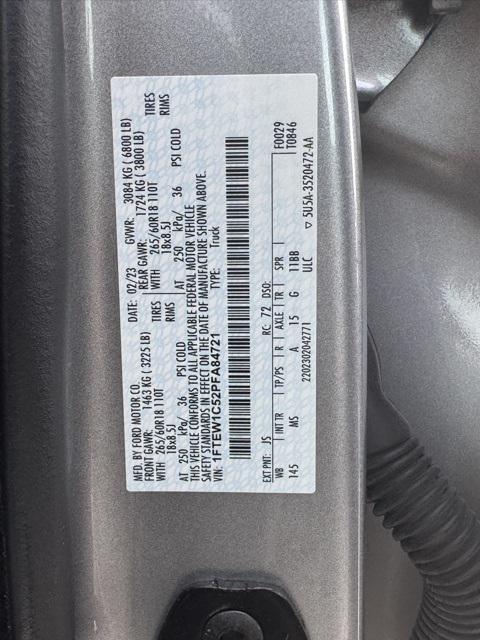 MFD. BY FORD MOTOR CO.
DATE: 02/23 GVWR: 3084 KG ( 6800 LB)
FRONT GAWR: 1463 KG ( 3225 LB) REAR GAWR: 1724 KG ( 3800 LB)
WITH 265/60R18 110T TIRES WITH 265/60R18 110T TIRES
18x8.5J RIMS 18x8.5J RIMS
AT 250 kPa/ 36 PSI COLD AT 250 kPa/ 36 PSI COLD
THIS VEHICLE CONFORMS TO ALL APPLICABLE FEDERAL MOTOR VEHICLE
SAFETY STANDARDS IN EFFECT ON THE DATE OF MANUFACTURE SHOWN ABOVE.
VIN: 1FTEW1C52PFA84721 TYPE: Truck
EXT PNT: JS RC: 72 DSO: F0029
WB INT TR TP/PS R AXLE TR SPR T0846
145 MS A 15 G 11BB
ULC
2202302042771 ▽ 5U5A-3520472-AA